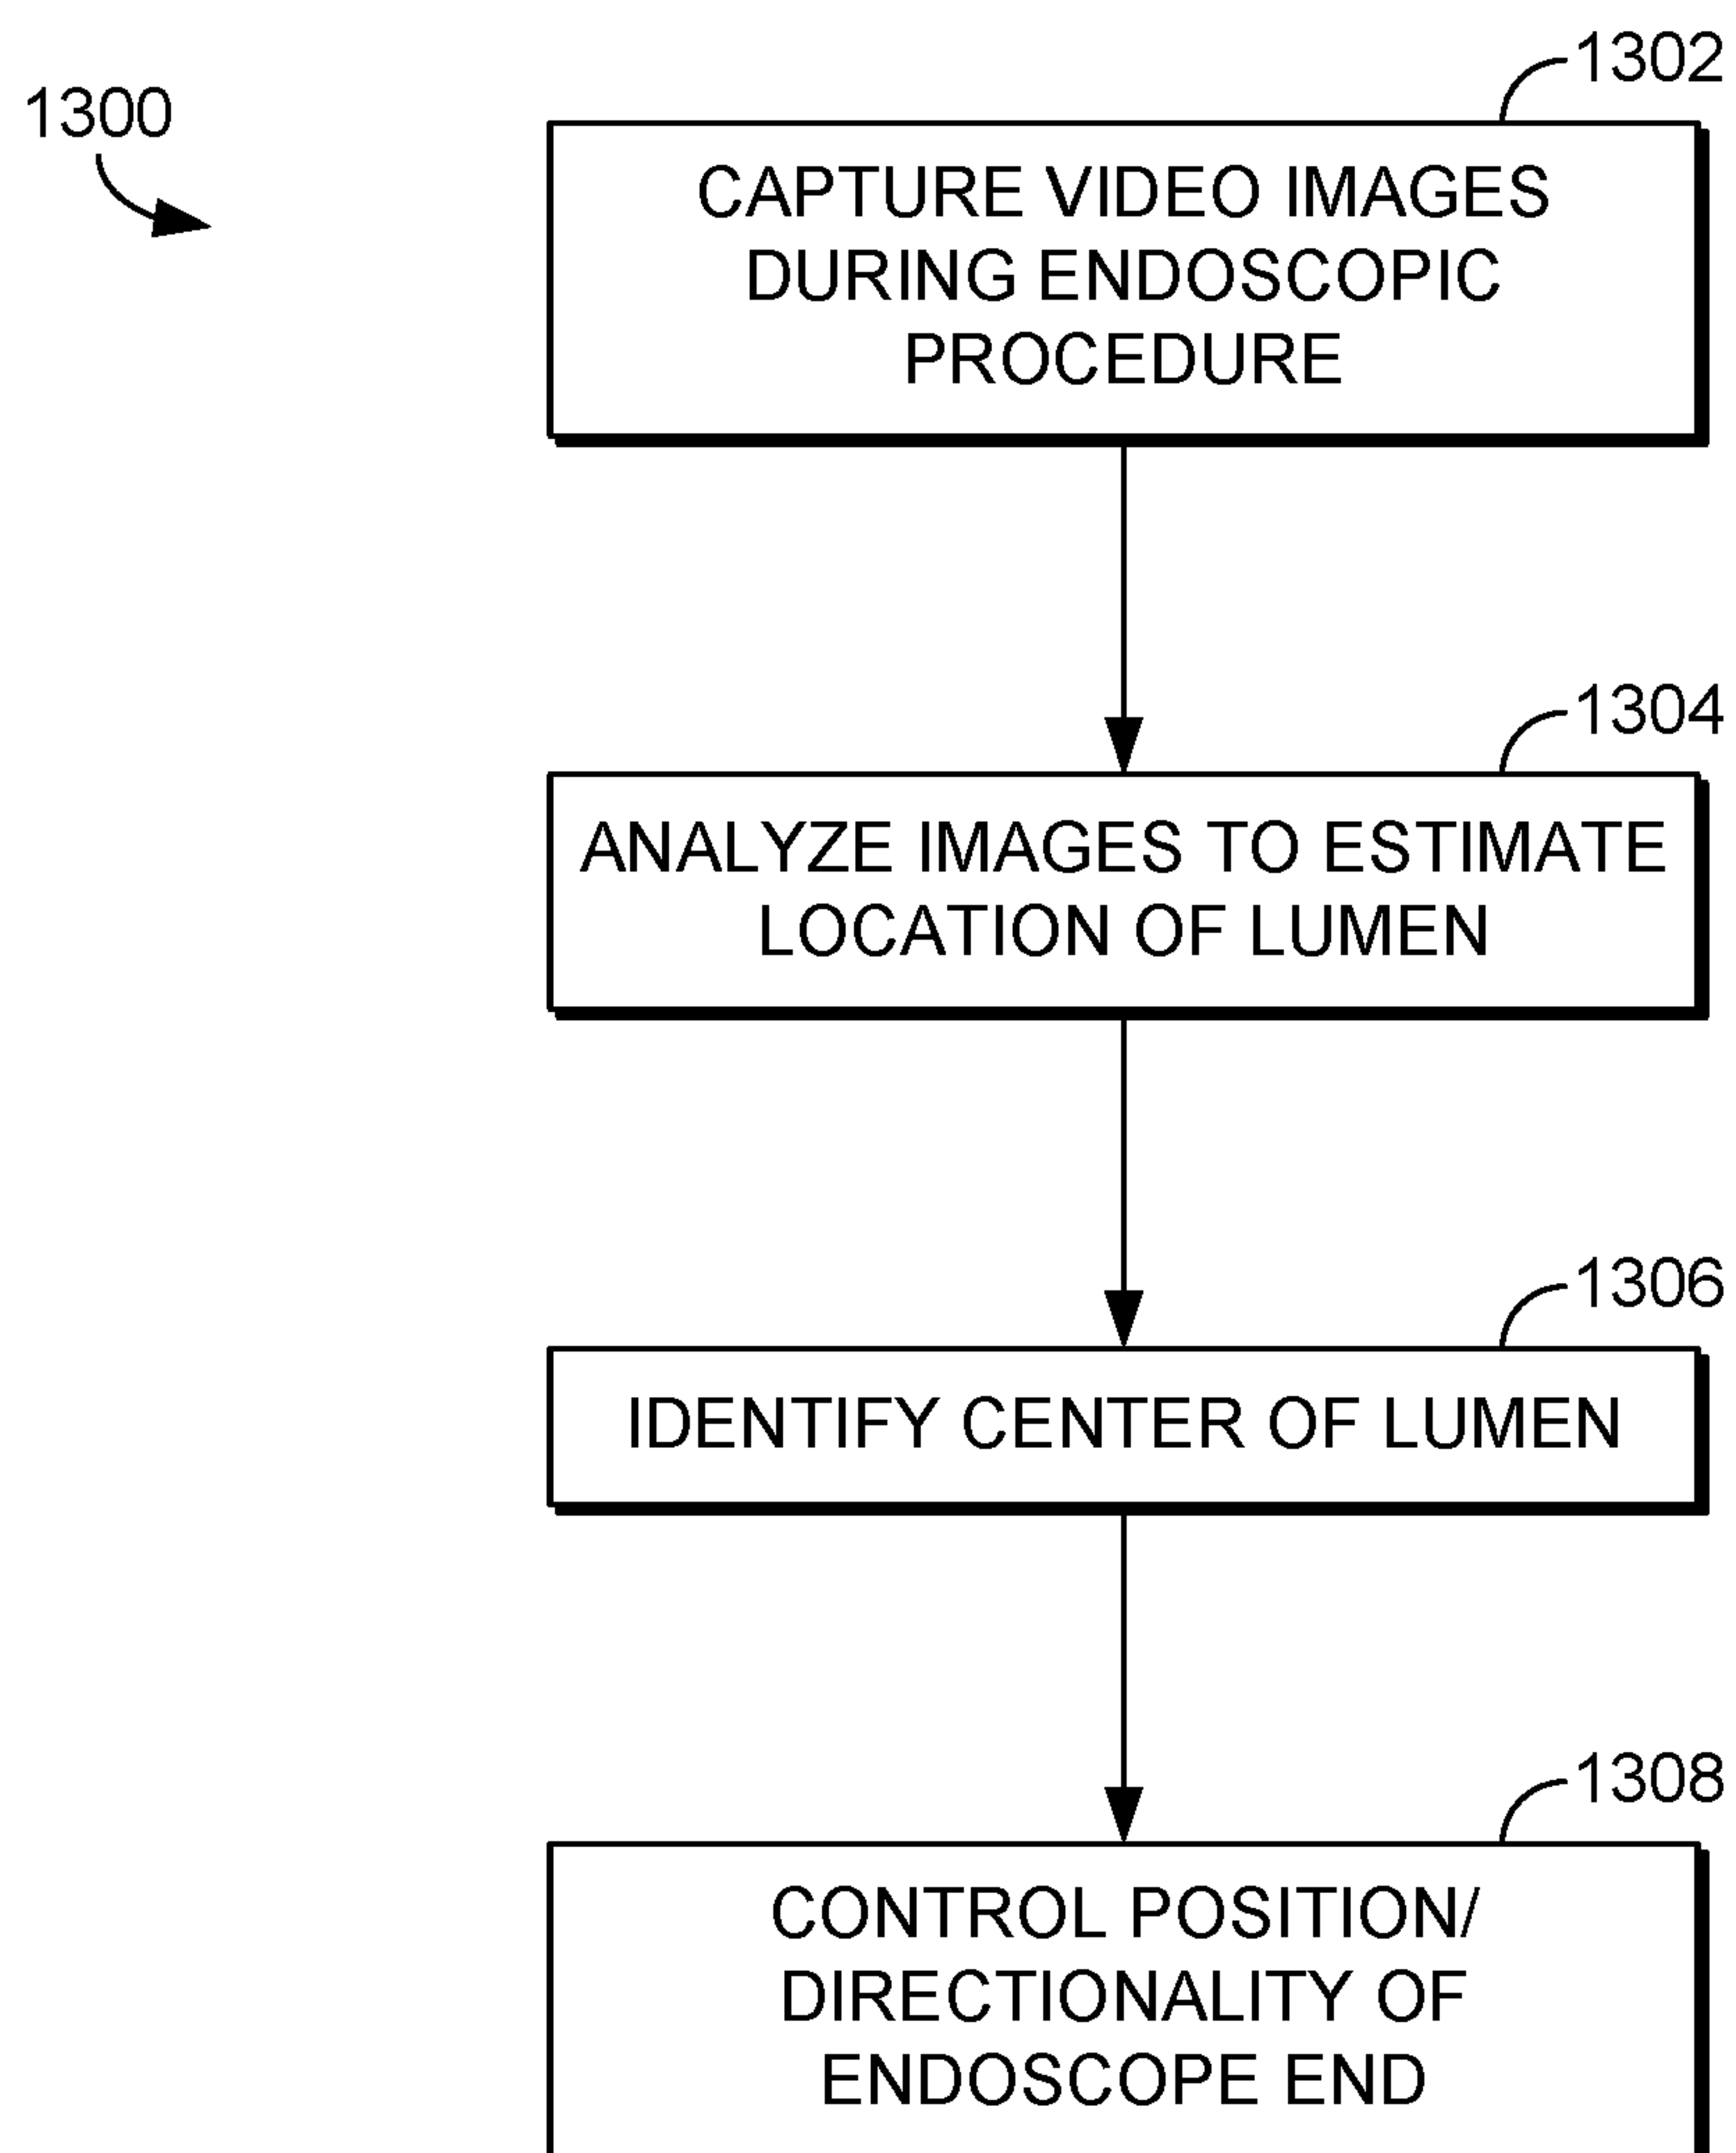 1300
1302
CAPTURE VIDEO IMAGES
DURING ENDOSCOPIC
PROCEDURE
1304
ANALYZE IMAGES TO ESTIMATE
LOCATION OF LUMEN
1306
IDENTIFY CENTER OF LUMEN
1308
CONTROL POSITION/
DIRECTIONALITY OF
ENDOSCOPE END